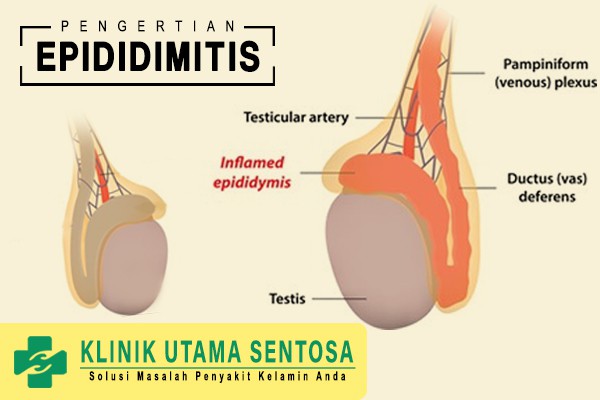 PENGERTIAN
EPIDIDIMITIS
Pampiniform
(venous) plexus
Testicular artery
Inflamed
epididymis
Ductus (vas)
deferens
Testis
KLINIK UTAMA SENTOSA
Solusi Masalah Penyakit Kelamin Anda